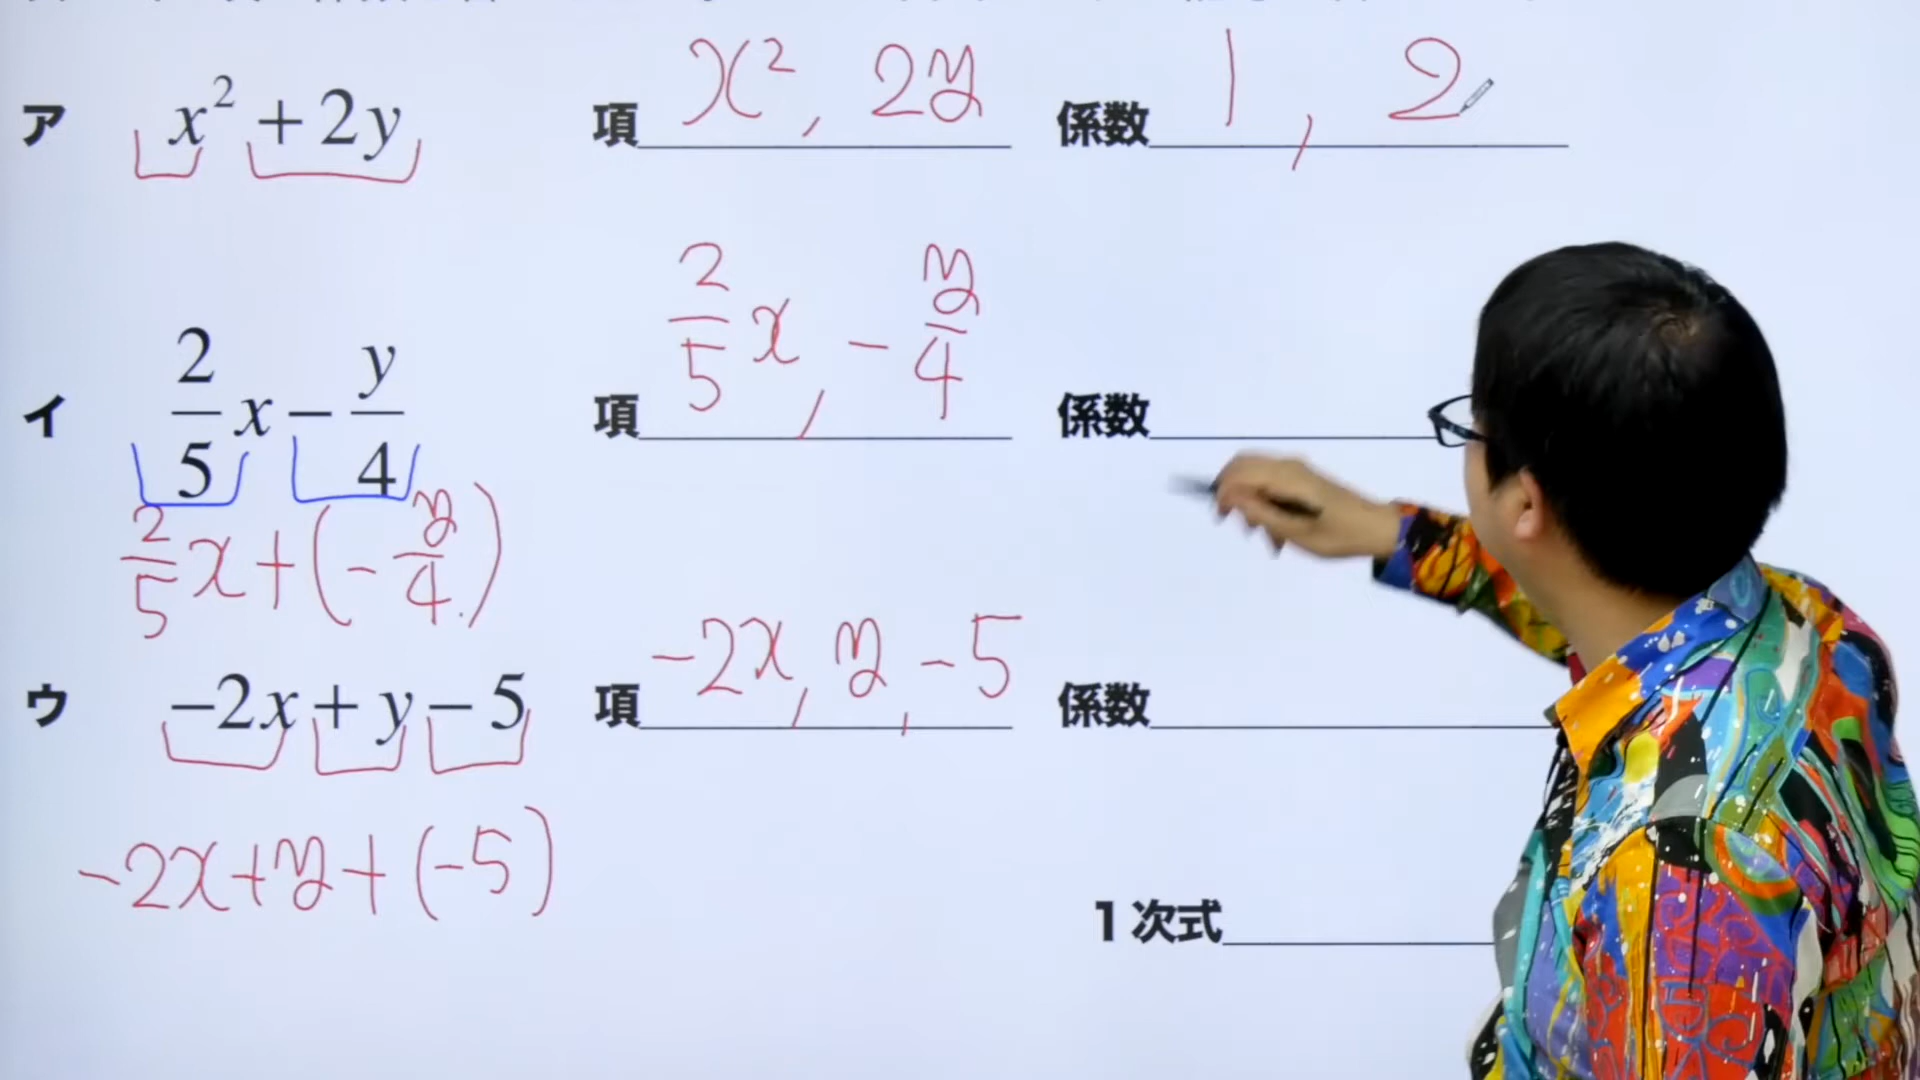 ア x² + 2y 項 x², 2y 係数 1, 2
イ 2/5 x − y/4 項 2/5 x, −y/4 係数
2/5 x + (−y/4)
ウ −2x + y − 5 項 −2x, y, −5 係数
−2x + y + (−5)
1次式